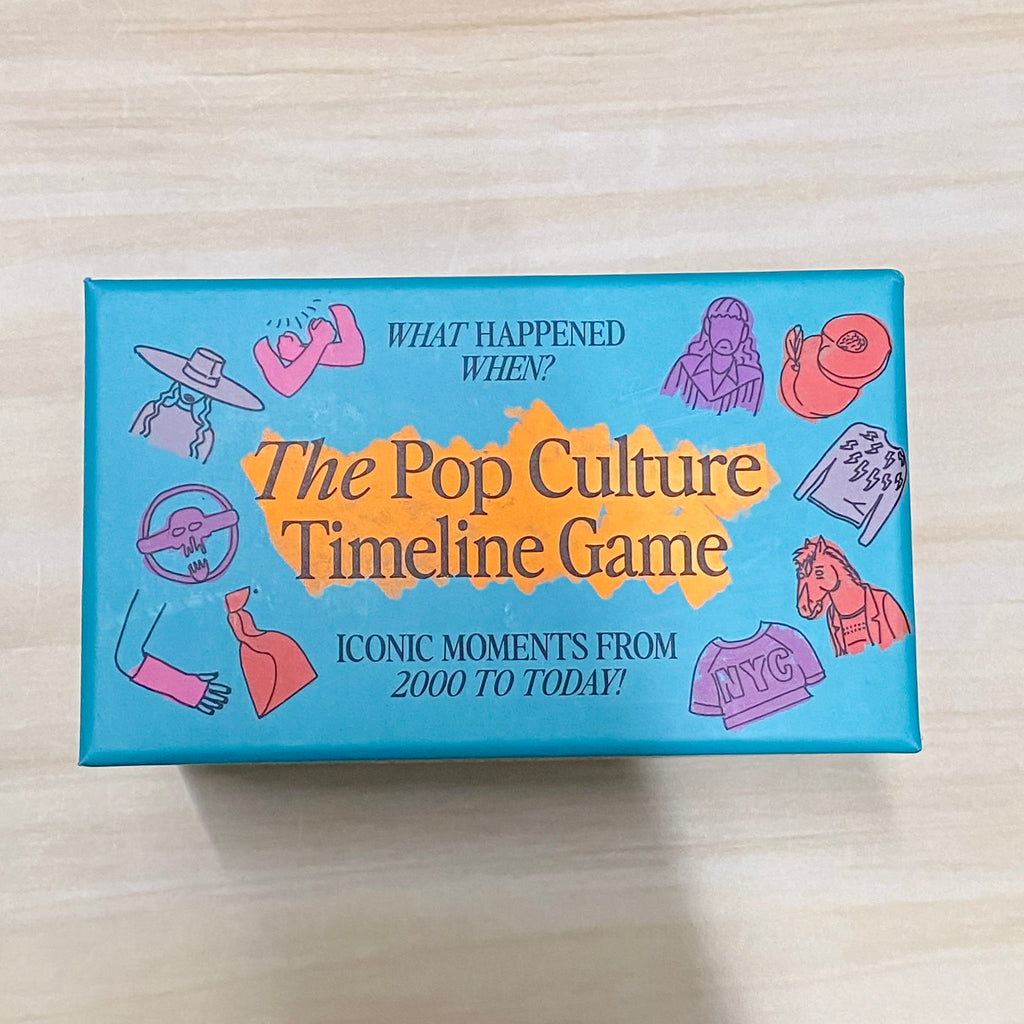 WHAT HAPPENED
WHEN?
The Pop Culture
Timeline Game
ICONIC MOMENTS FROM
2000 TO TODAY!
NYC